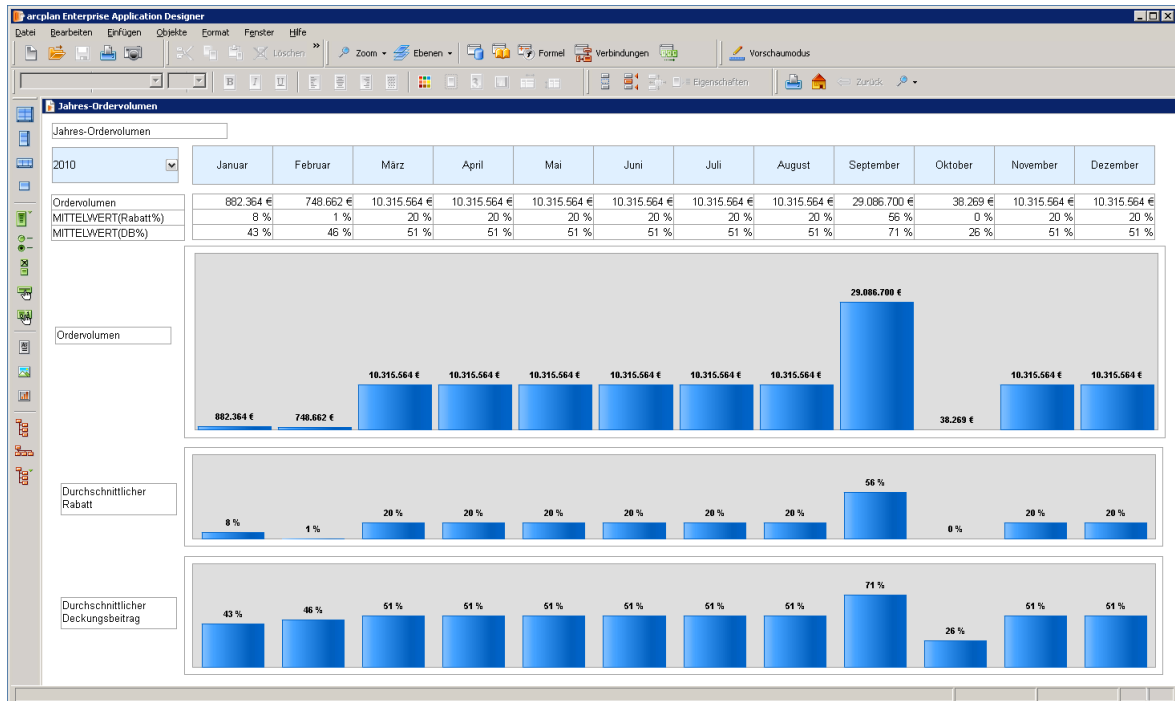 arcplan Enterprise Application Designer
Datei Bearbeiten Einfügen Objekte Format Fenster Hilfe
Löschen » Zoom Ebenen Formel Verbindungen Vorschaumodus
B I U Eigenschaften Zurück
Jahres-Ordervolumen
Jahres-Ordervolumen
2010 Januar Februar März April Mai Juni Juli August September Oktober November Dezember
Ordervolumen 882.364 € 748.662 € 10.315.564 € 10.315.564 € 10.315.564 € 10.315.564 € 10.315.564 € 10.315.564 € 29.086.700 € 38.269 € 10.315.564 € 10.315.564 €
MITTELWERT(Rabatt%) 8 % 1 % 20 % 20 % 20 % 20 % 20 % 20 % 56 % 0 % 20 % 20 %
MITTELWERT(DB%) 43 % 46 % 51 % 51 % 51 % 51 % 51 % 51 % 71 % 26 % 51 % 51 %
29.086.700 €
Ordervolumen
10.315.564 € 10.315.564 € 10.315.564 € 10.315.564 € 10.315.564 € 10.315.564 € 10.315.564 € 10.315.564 €
882.364 € 748.662 € 38.269 €
Durchschnittlicher
Rabatt
56 %
20 % 20 % 20 % 20 % 20 % 20 % 20 % 20 %
8 % 1 % 0 %
Durchschnittlicher
Deckungsbeitrag
71 %
43 % 46 % 51 % 51 % 51 % 51 % 51 % 51 % 51 % 51 %
26 %